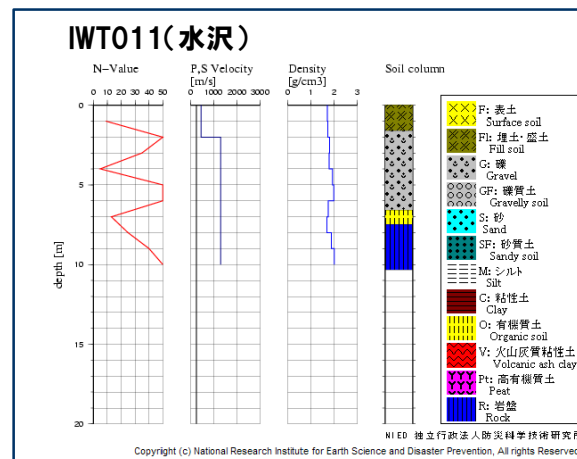 IWT011(水沢)
N-Value
P,S Velocity
[m/s]
Density
[g/cm3]
Soil column
0 10 20 30 40 50
0 1000 2000 3000
0 1 2 3
0
5
10
15
20
depth [m]
F: 表土
Surface soil
Fl: 埋土・盛土
Fill soil
G: 礫
Gravel
GF: 礫質土
Gravelly soil
S: 砂
Sand
SF: 砂質土
Sandy soil
M: シルト
Silt
C: 粘性土
Clay
O: 有機質土
Organic soil
V: 火山灰質粘性土
Volcanic ash clay
Pt: 高有機質土
Peat
R: 岩盤
Rock
NIED 独立行政法人防災科学技術研究所
Copyright (c) National Research Institute for Earth Science and Disaster Prevention, All rights Reserved